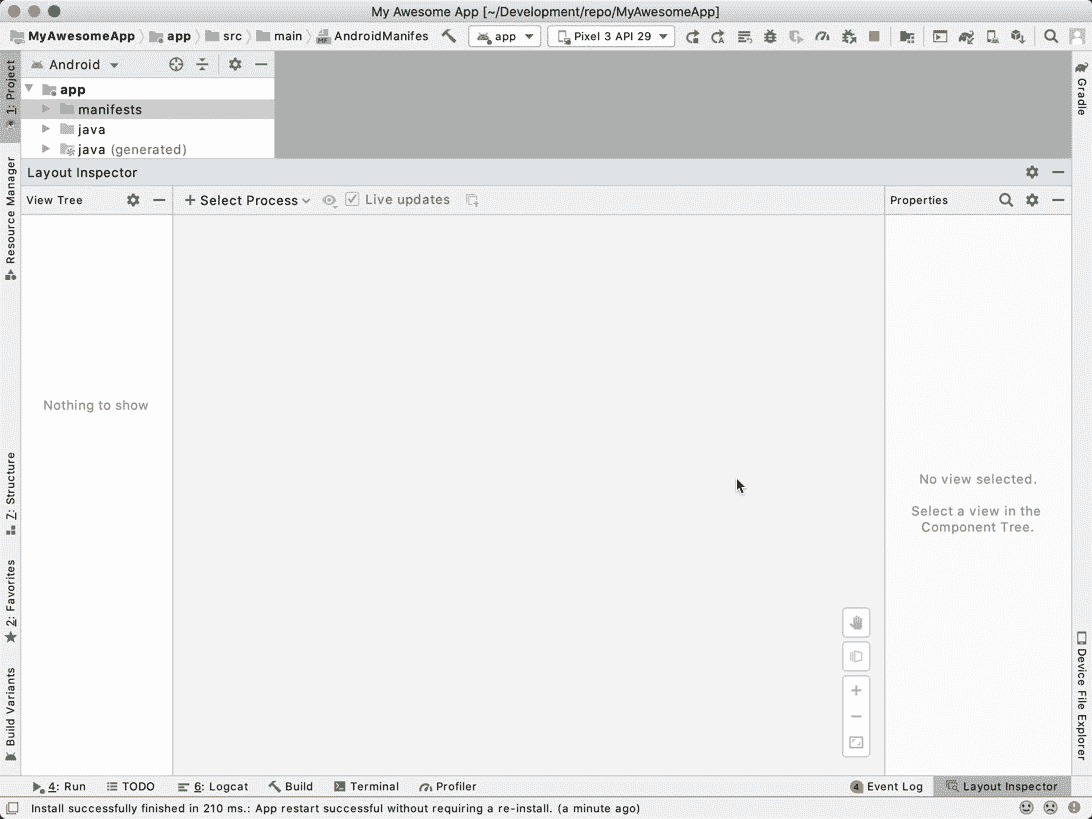 My Awesome App [~/Development/repo/MyAwesomeApp]
MyAwesomeApp app src main AndroidManifes app Pixel 3 API 29
1: Project
Android
app
manifests
java
java (generated)
Gradle
Resource Manager
Layout Inspector
View Tree
Select Process
Live updates
Properties
Nothing to show
No view selected.
Select a view in the
Component Tree.
Z: Structure
2: Favorites
Build Variants
Device File Explorer
4: Run TODO 6: Logcat Build Terminal Profiler 4 Event Log Layout Inspector
Install successfully finished in 210 ms.: App restart successful without requiring a re-install. (a minute ago)